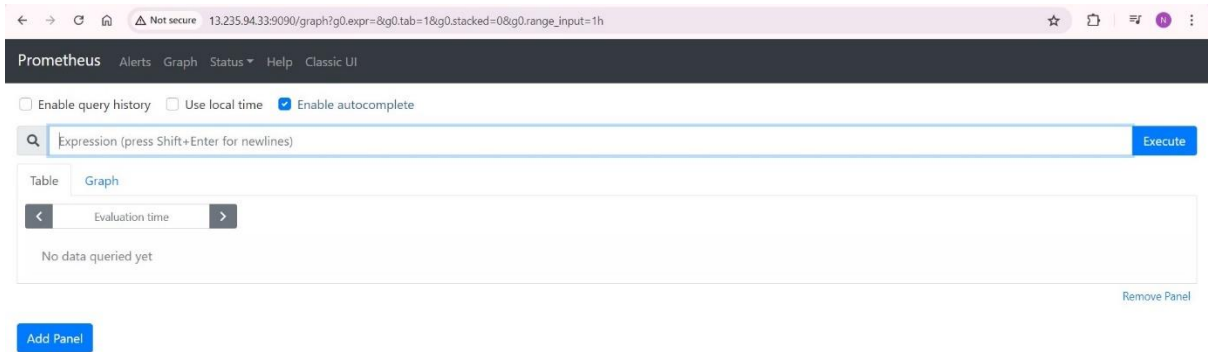 Not secure 13.235.94.33:9090/graph?g0.expr=&g0.tab=1&g0.stacked=0&g0.range_input=1h
N
Prometheus Alerts Graph Status Help Classic UI
Enable query history Use local time Enable autocomplete
Expression (press Shift+Enter for newlines) Execute
Table Graph
Evaluation time
No data queried yet
Remove Panel
Add Panel